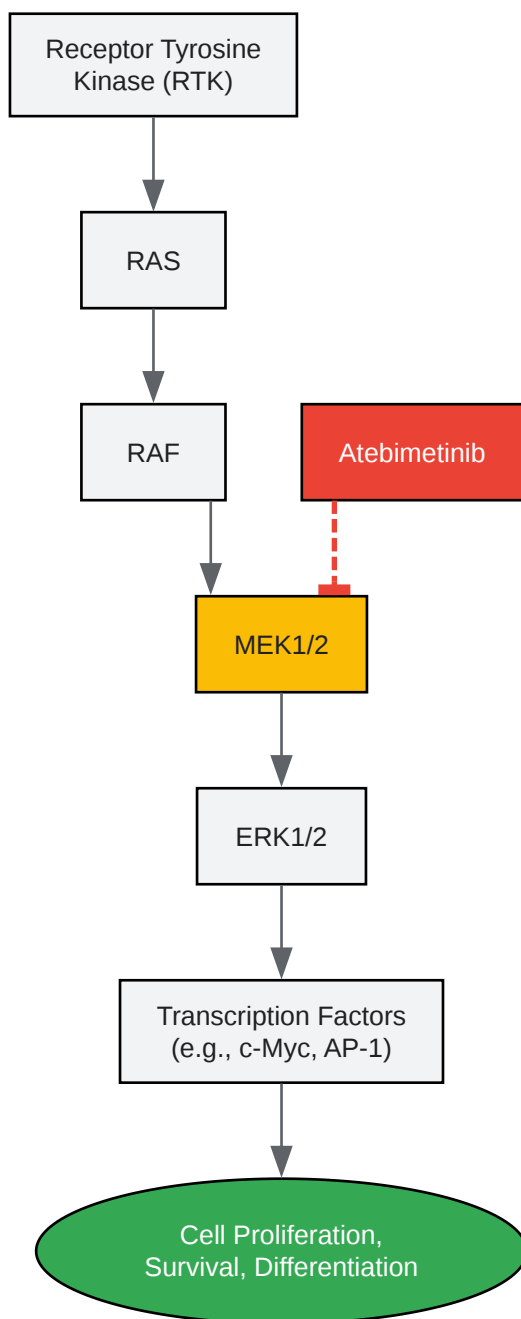 Receptor Tyrosine
Kinase (RTK)
RAS
RAF
Atebimetinib
MEK1/2
ERK1/2
Transcription Factors
(e.g., c-Myc, AP-1)
Cell Proliferation,
Survival, Differentiation